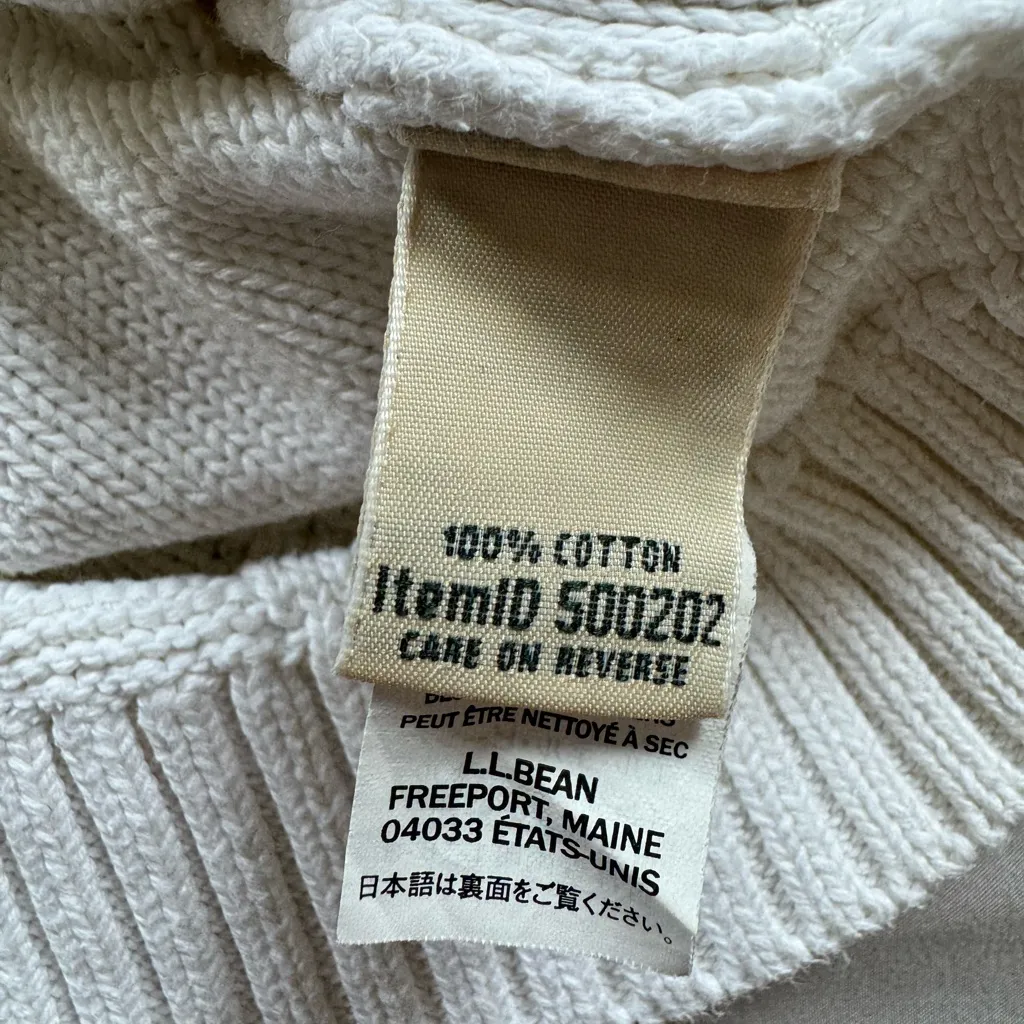 100% COTTON
ItemID 500202
CARE ON REVERSE
PEUT ÊTRE NETTOYÉ À SEC
L.L.BEAN
FREEPORT, MAINE
04033 ÉTATS-UNIS
日本語は裏面をご覧ください。